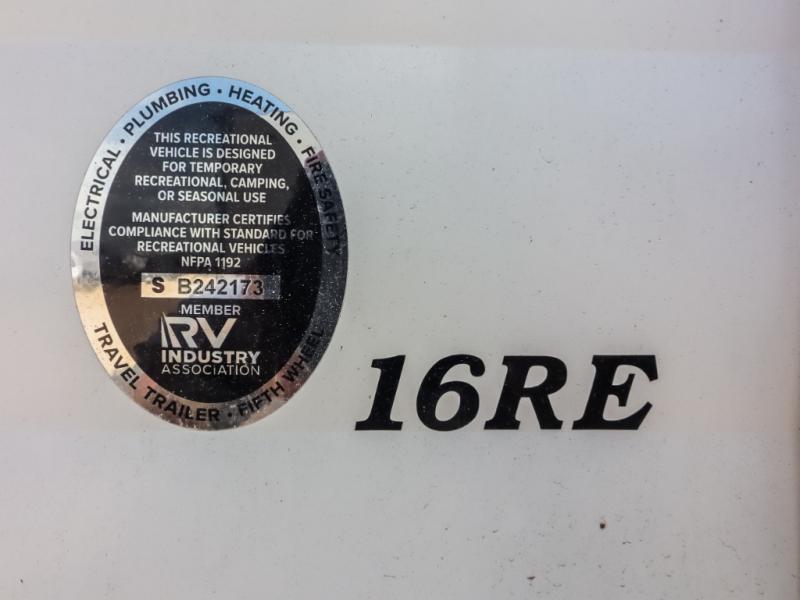 ELECTRICAL • PLUMBING • HEATING • FIRE SAFETY
THIS RECREATIONAL
VEHICLE IS DESIGNED
FOR TEMPORARY
RECREATIONAL, CAMPING,
OR SEASONAL USE
MANUFACTURER CERTIFIES
COMPLIANCE WITH STANDARD FOR
RECREATIONAL VEHICLES
NFPA 1192
S B242173
MEMBER
RV
INDUSTRY
ASSOCIATION
TRAVEL TRAILER • FIFTH WHEEL
16RE